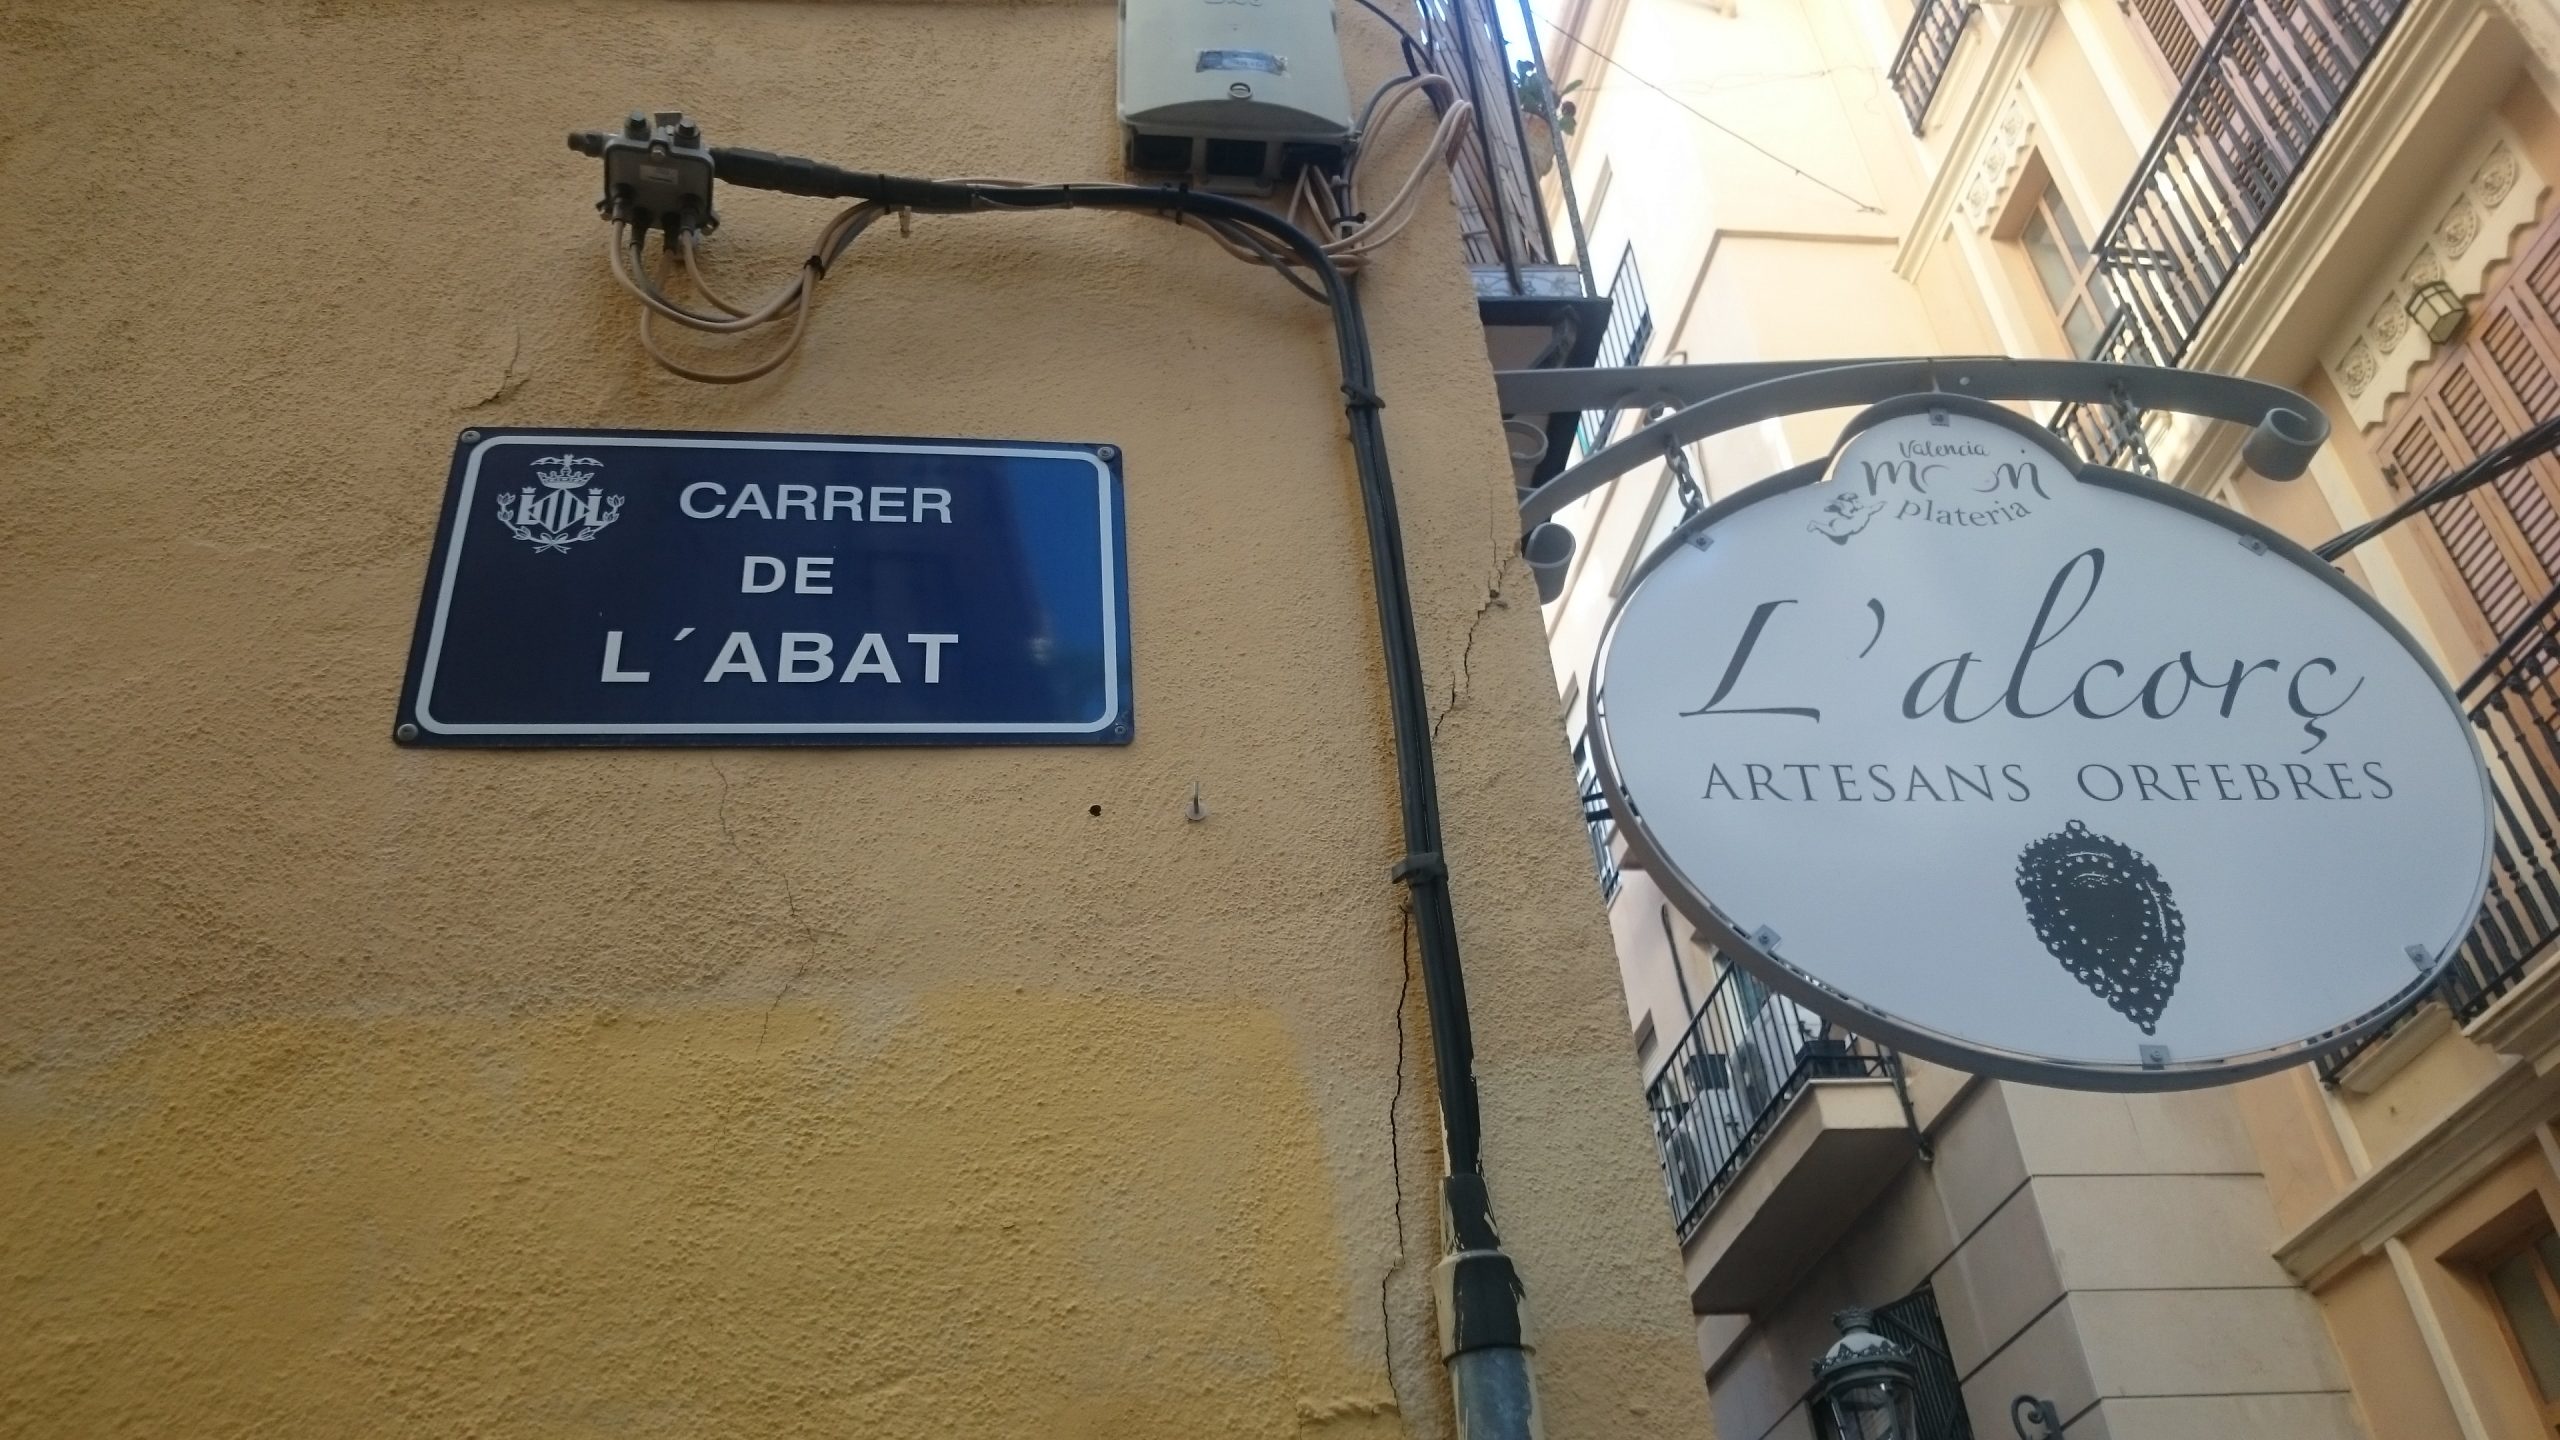 CARRER
DE
L´ABAT
Valencia
plateria
L'alcorç
ARTESANS ORFEBRES